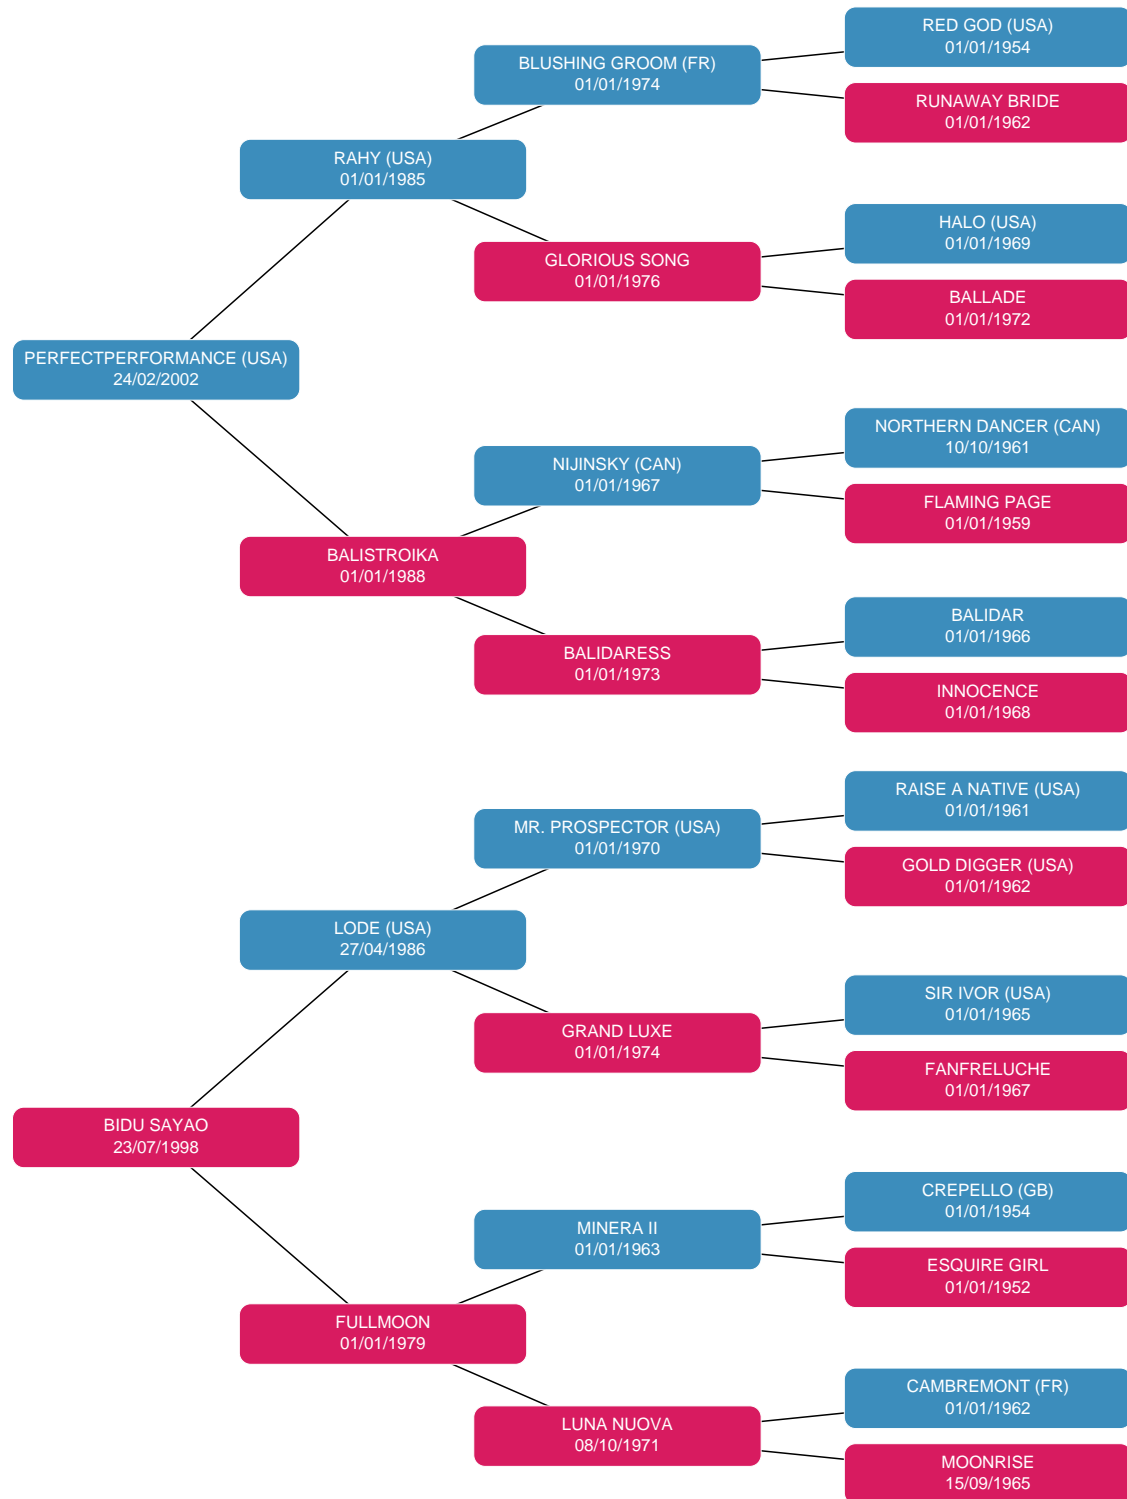 RED GOD (USA)
01/01/1954
BLUSHING GROOM (FR)
01/01/1974
RUNAWAY BRIDE
01/01/1962
RAHY (USA)
01/01/1985
HALO (USA)
01/01/1969
GLORIOUS SONG
01/01/1976
BALLADE
01/01/1972
PERFECTPERFORMANCE (USA)
24/02/2002
NORTHERN DANCER (CAN)
10/10/1961
NIJINSKY (CAN)
01/01/1967
FLAMING PAGE
01/01/1959
BALISTROIKA
01/01/1988
BALIDAR
01/01/1966
BALIDARESS
01/01/1973
INNOCENCE
01/01/1968
RAISE A NATIVE (USA)
01/01/1961
MR. PROSPECTOR (USA)
01/01/1970
GOLD DIGGER (USA)
01/01/1962
LODE (USA)
27/04/1986
SIR IVOR (USA)
01/01/1965
GRAND LUXE
01/01/1974
FANFRELUCHE
01/01/1967
BIDU SAYAO
23/07/1998
CREPELLO (GB)
01/01/1954
MINERA II
01/01/1963
ESQUIRE GIRL
01/01/1952
FULLMOON
01/01/1979
CAMBREMONT (FR)
01/01/1962
LUNA NUOVA
08/10/1971
MOONRISE
15/09/1965